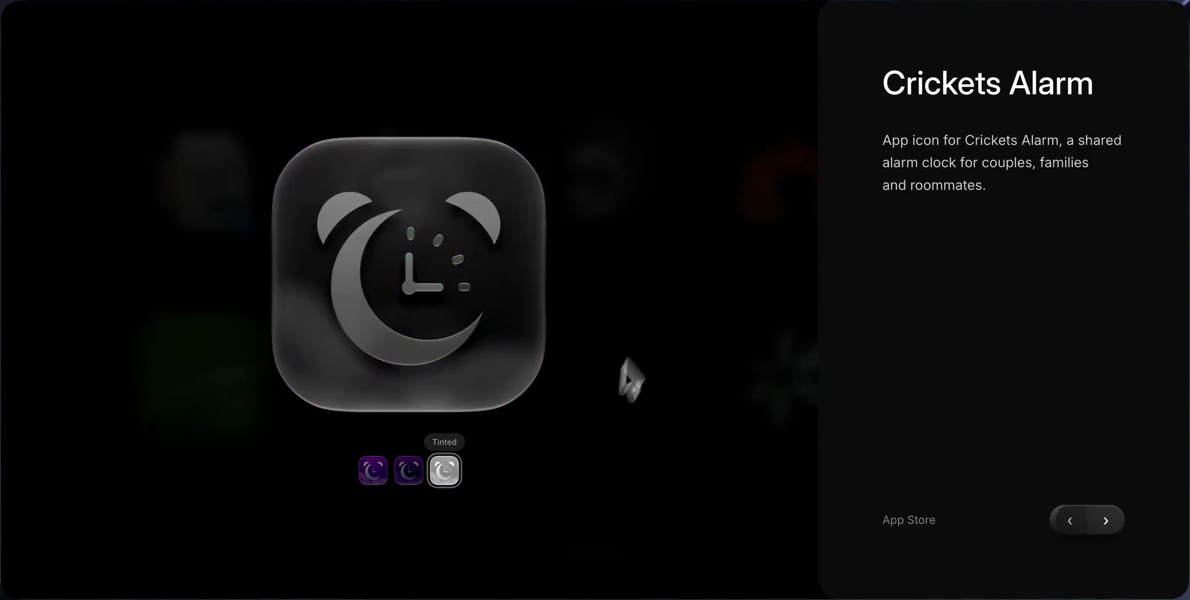 Crickets Alarm
App icon for Crickets Alarm, a shared
alarm clock for couples, families
and roommates.
Tinted
App Store